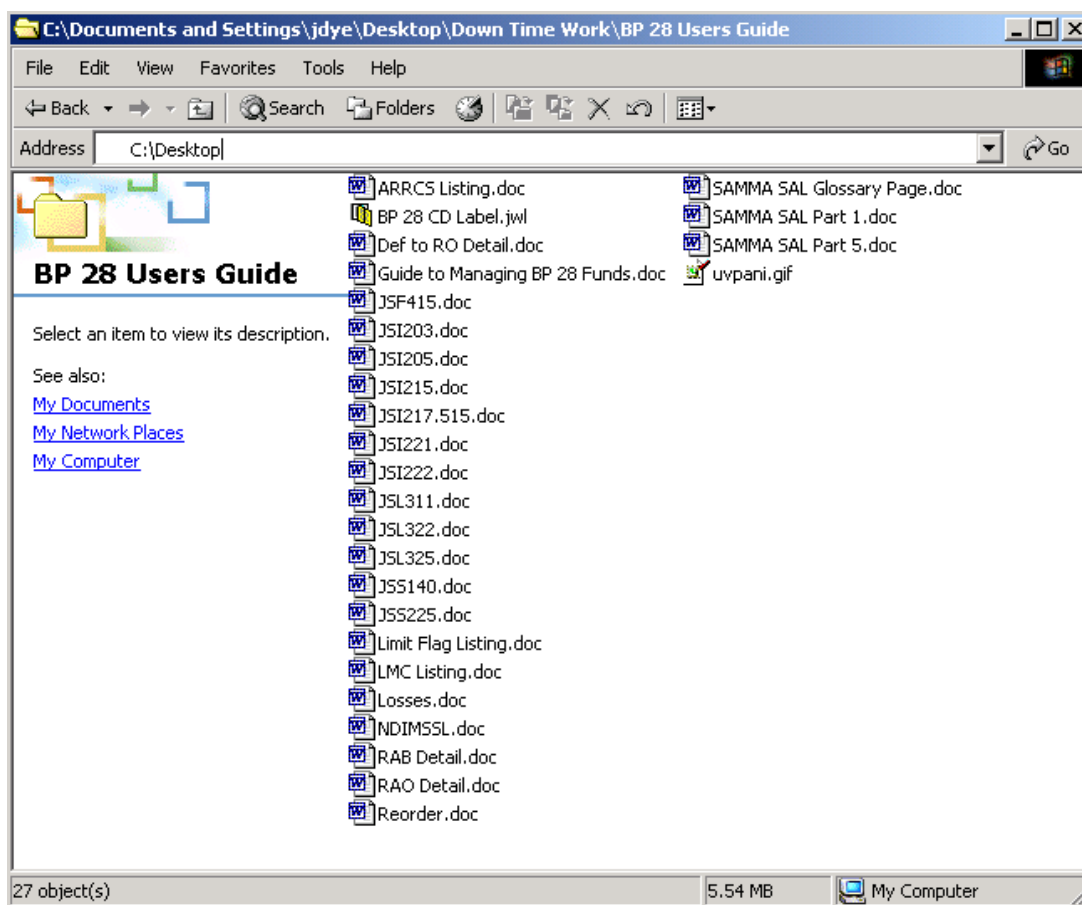 C:\Documents and Settings\jdye\Desktop\Down Time Work\BP 28 Users Guide
File Edit View Favorites Tools Help
Back Search Folders
Address C:\Desktop Go
BP 28 Users Guide
Select an item to view its description.
See also:
My Documents
My Network Places
My Computer
ARRCS Listing.doc
BP 28 CD Label.jwl
Def to RO Detail.doc
Guide to Managing BP 28 Funds.doc
JSF415.doc
JSI203.doc
JSI205.doc
JSI215.doc
JSI217.515.doc
JSI221.doc
JSI222.doc
JSL311.doc
JSL322.doc
JSL325.doc
JSS140.doc
JSS225.doc
Limit Flag Listing.doc
LMC Listing.doc
Losses.doc
NDIMSSL.doc
RAB Detail.doc
RAO Detail.doc
Reorder.doc
SAMMA SAL Glossary Page.doc
SAMMA SAL Part 1.doc
SAMMA SAL Part 5.doc
uvpani.gif
27 object(s) 5.54 MB My Computer